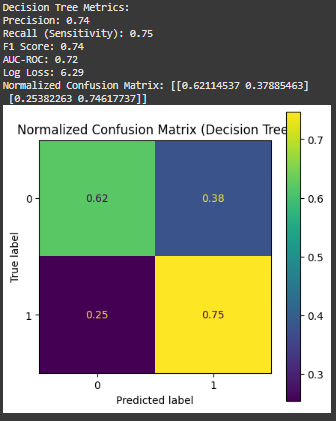 Decision Tree Metrics:
Precision: 0.74
Recall (Sensitivity): 0.75
F1 Score: 0.74
AUC-ROC: 0.72
Log Loss: 6.29
Normalized Confusion Matrix: [[0.62114537 0.37885463]
[0.25382263 0.74617737]]
Normalized Confusion Matrix (Decision Tree
0.7
0.6
0.5
0.4
0.3
True label
0
0.62
0.38
1
0.25
0.75
0
1
Predicted label